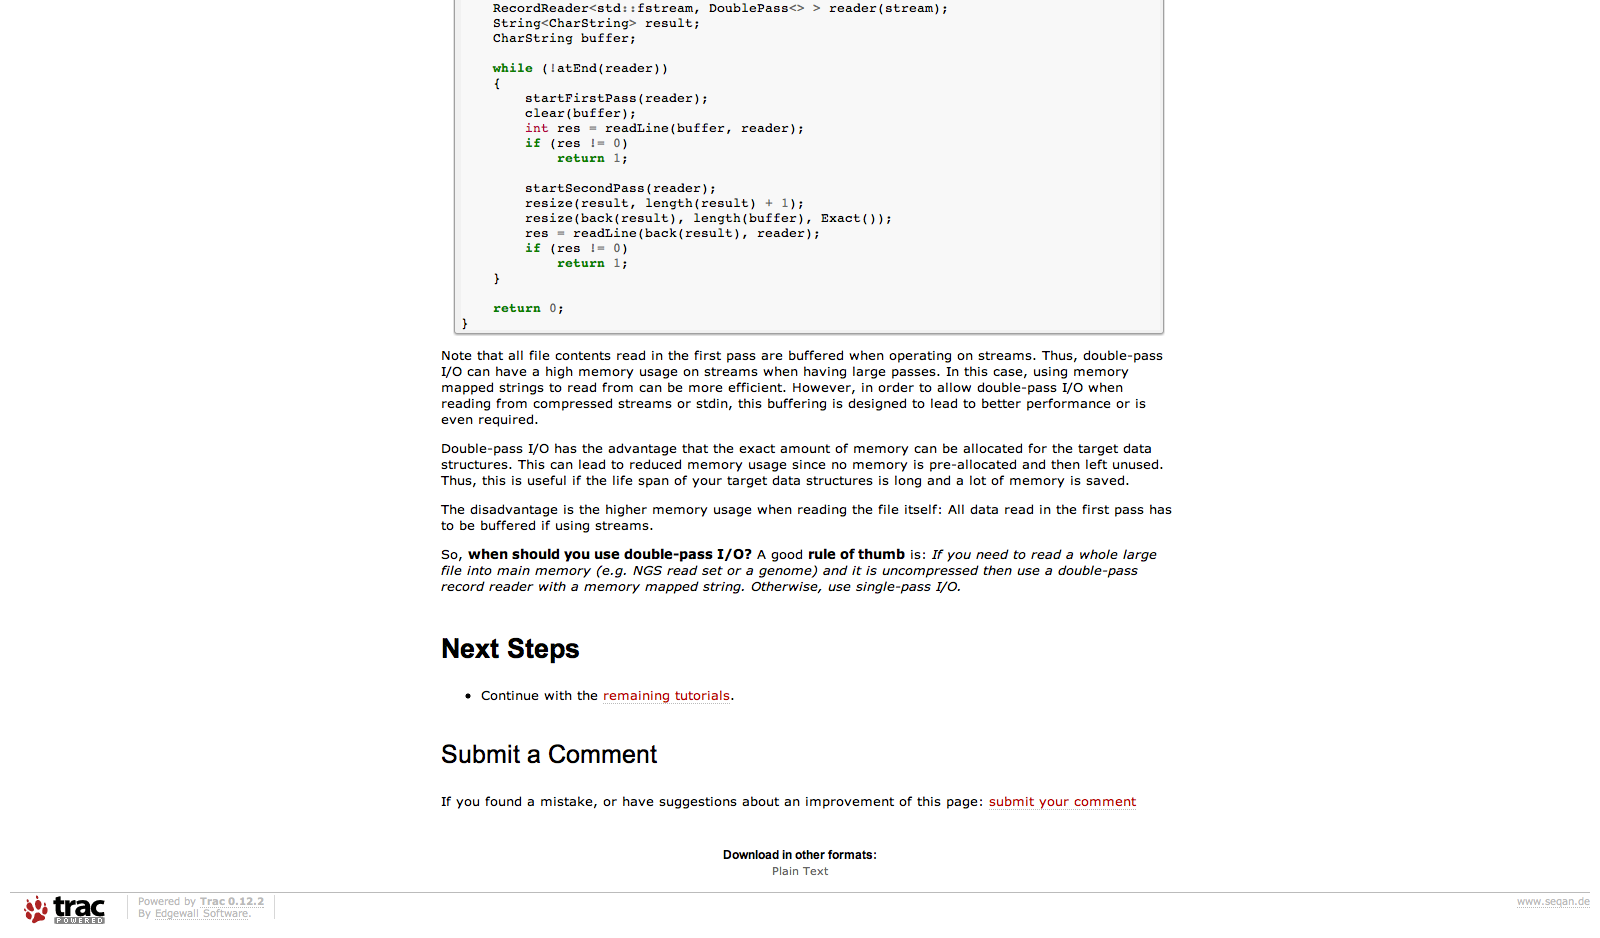 RecordReader<std::fstream, DoublePass<> > reader(stream);
String<CharString> result;
CharString buffer;
while (!atEnd(reader))
{
startFirstPass(reader);
clear(buffer);
int res = readLine(buffer, reader);
if (res != 0)
return 1;
startSecondPass(reader);
resize(result, length(result) + 1);
resize(back(result), length(buffer), Exact());
res = readLine(back(result), reader);
if (res != 0)
return 1;
}
return 0;
}
Note that all file contents read in the first pass are buffered when operating on streams. Thus, double-pass
I/O can have a high memory usage on streams when having large passes. In this case, using memory
mapped strings to read from can be more efficient. However, in order to allow double-pass I/O when
reading from compressed streams or stdin, this buffering is designed to lead to better performance or is
even required.
Double-pass I/O has the advantage that the exact amount of memory can be allocated for the target data
structures. This can lead to reduced memory usage since no memory is pre-allocated and then left unused.
Thus, this is useful if the life span of your target data structures is long and a lot of memory is saved.
The disadvantage is the higher memory usage when reading the file itself: All data read in the first pass has
to be buffered if using streams.
So, when should you use double-pass I/O? A good rule of thumb is: If you need to read a whole large
file into main memory (e.g. NGS read set or a genome) and it is uncompressed then use a double-pass
record reader with a memory mapped string. Otherwise, use single-pass I/O.
Next Steps
• Continue with the remaining tutorials.
Submit a Comment
If you found a mistake, or have suggestions about an improvement of this page: submit your comment
Download in other formats:
Plain Text
trac
POWERED
Powered by Trac 0.12.2
By Edgewall Software.
www.seqan.de